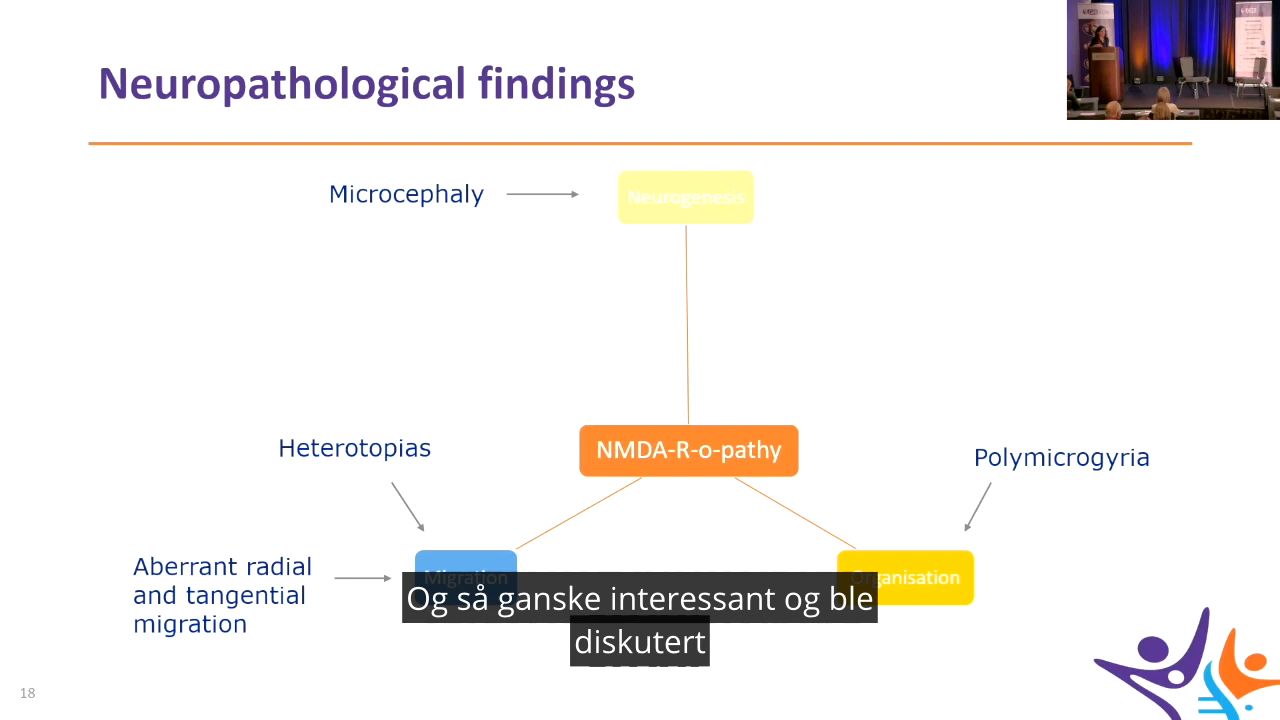 Neuropathological findings
Microcephaly
Neurogenesis
Heterotopias
NMDA-R-o-pathy
Polymicrogyria
Aberrant radial
and tangential
migration
Migration
Organisation
Og så ganske interessant og ble
diskutert
18